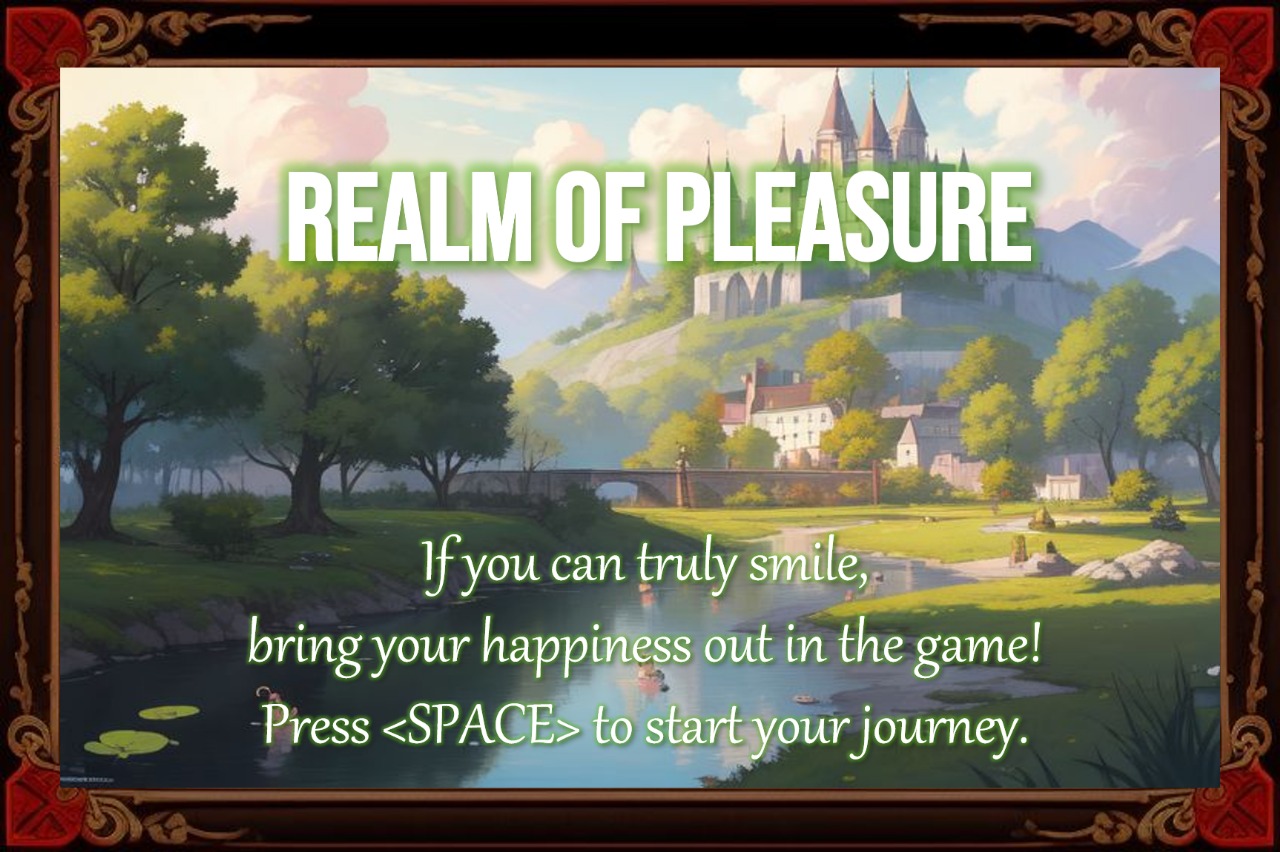 REALM OF PLEASURE
If you can truly smile,
bring your happiness out in the game!
Press <SPACE> to start your journey.